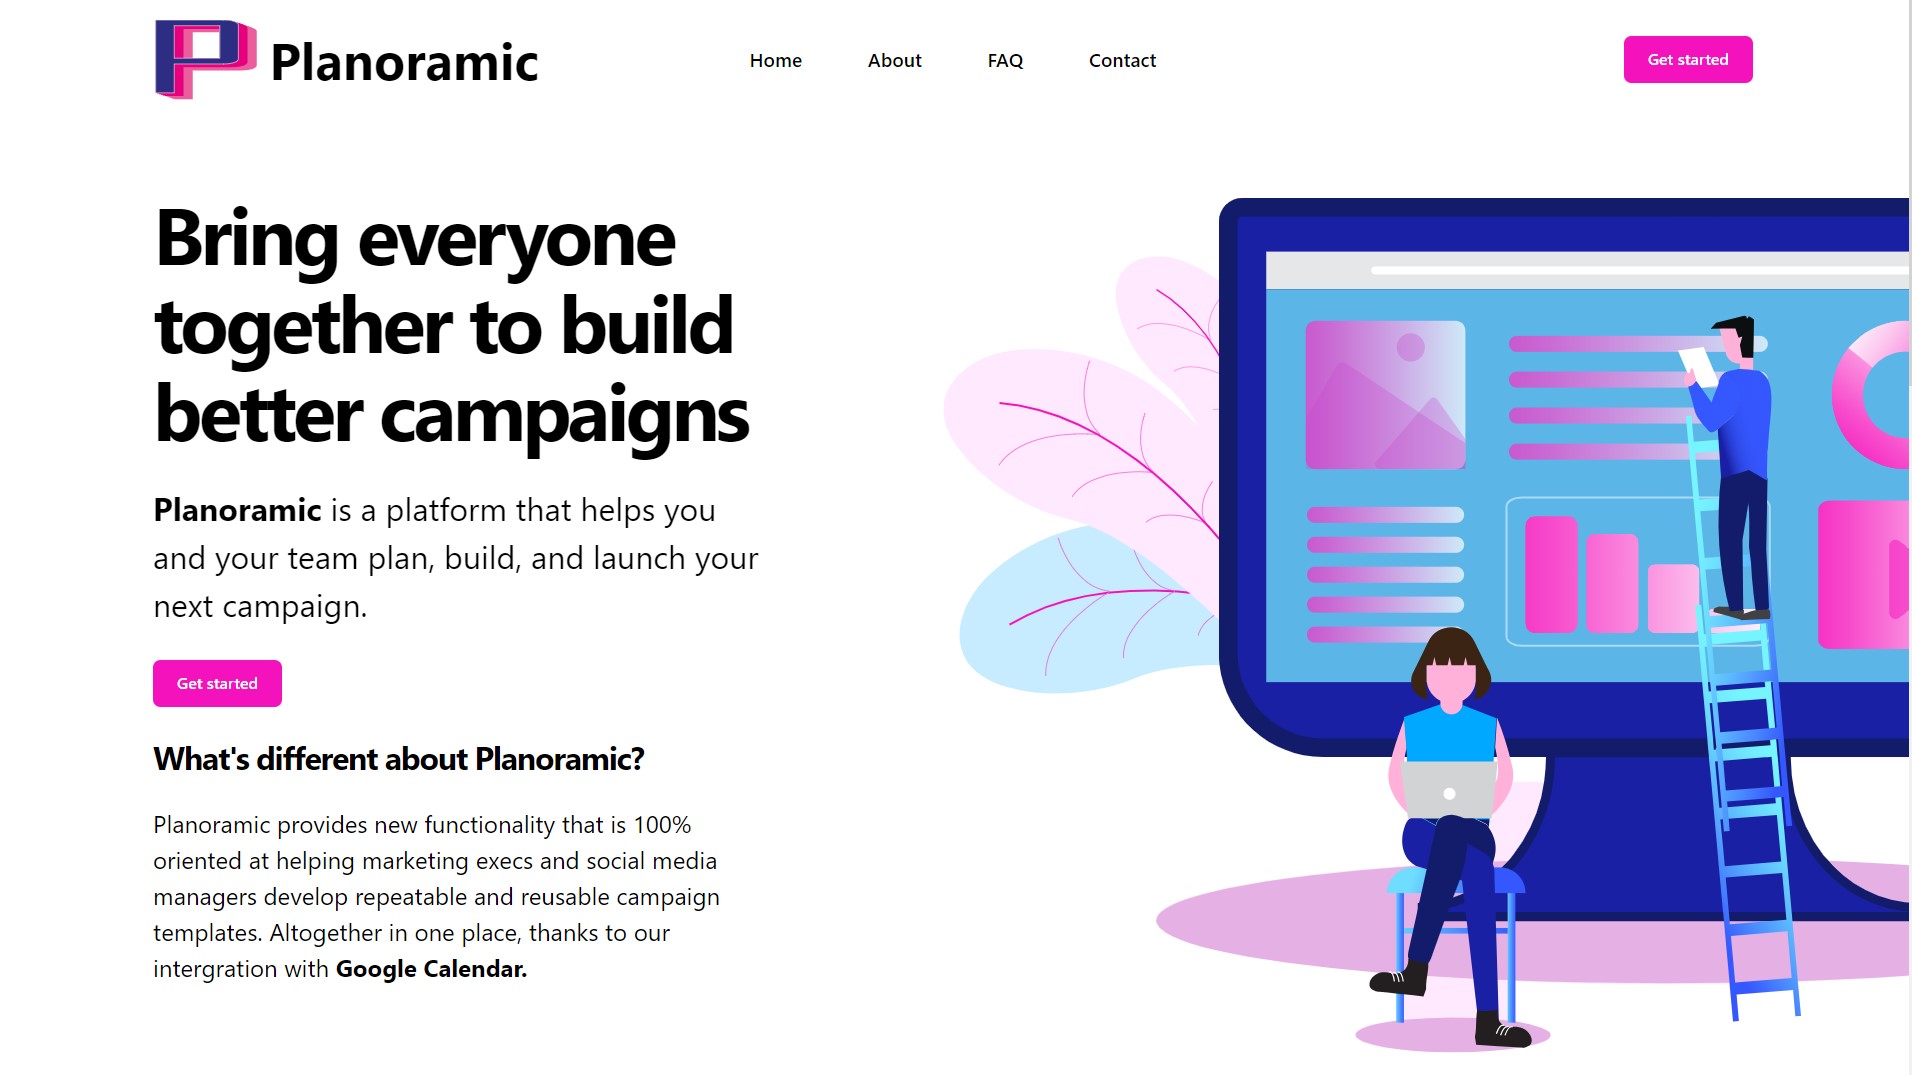 Planoramic
Home About FAQ Contact
Get started
Bring everyone
together to build
better campaigns
Planoramic is a platform that helps you
and your team plan, build, and launch your
next campaign.
Get started
What's different about Planoramic?
Planoramic provides new functionality that is 100%
oriented at helping marketing execs and social media
managers develop repeatable and reusable campaign
templates. Altogether in one place, thanks to our
intergration with Google Calendar.